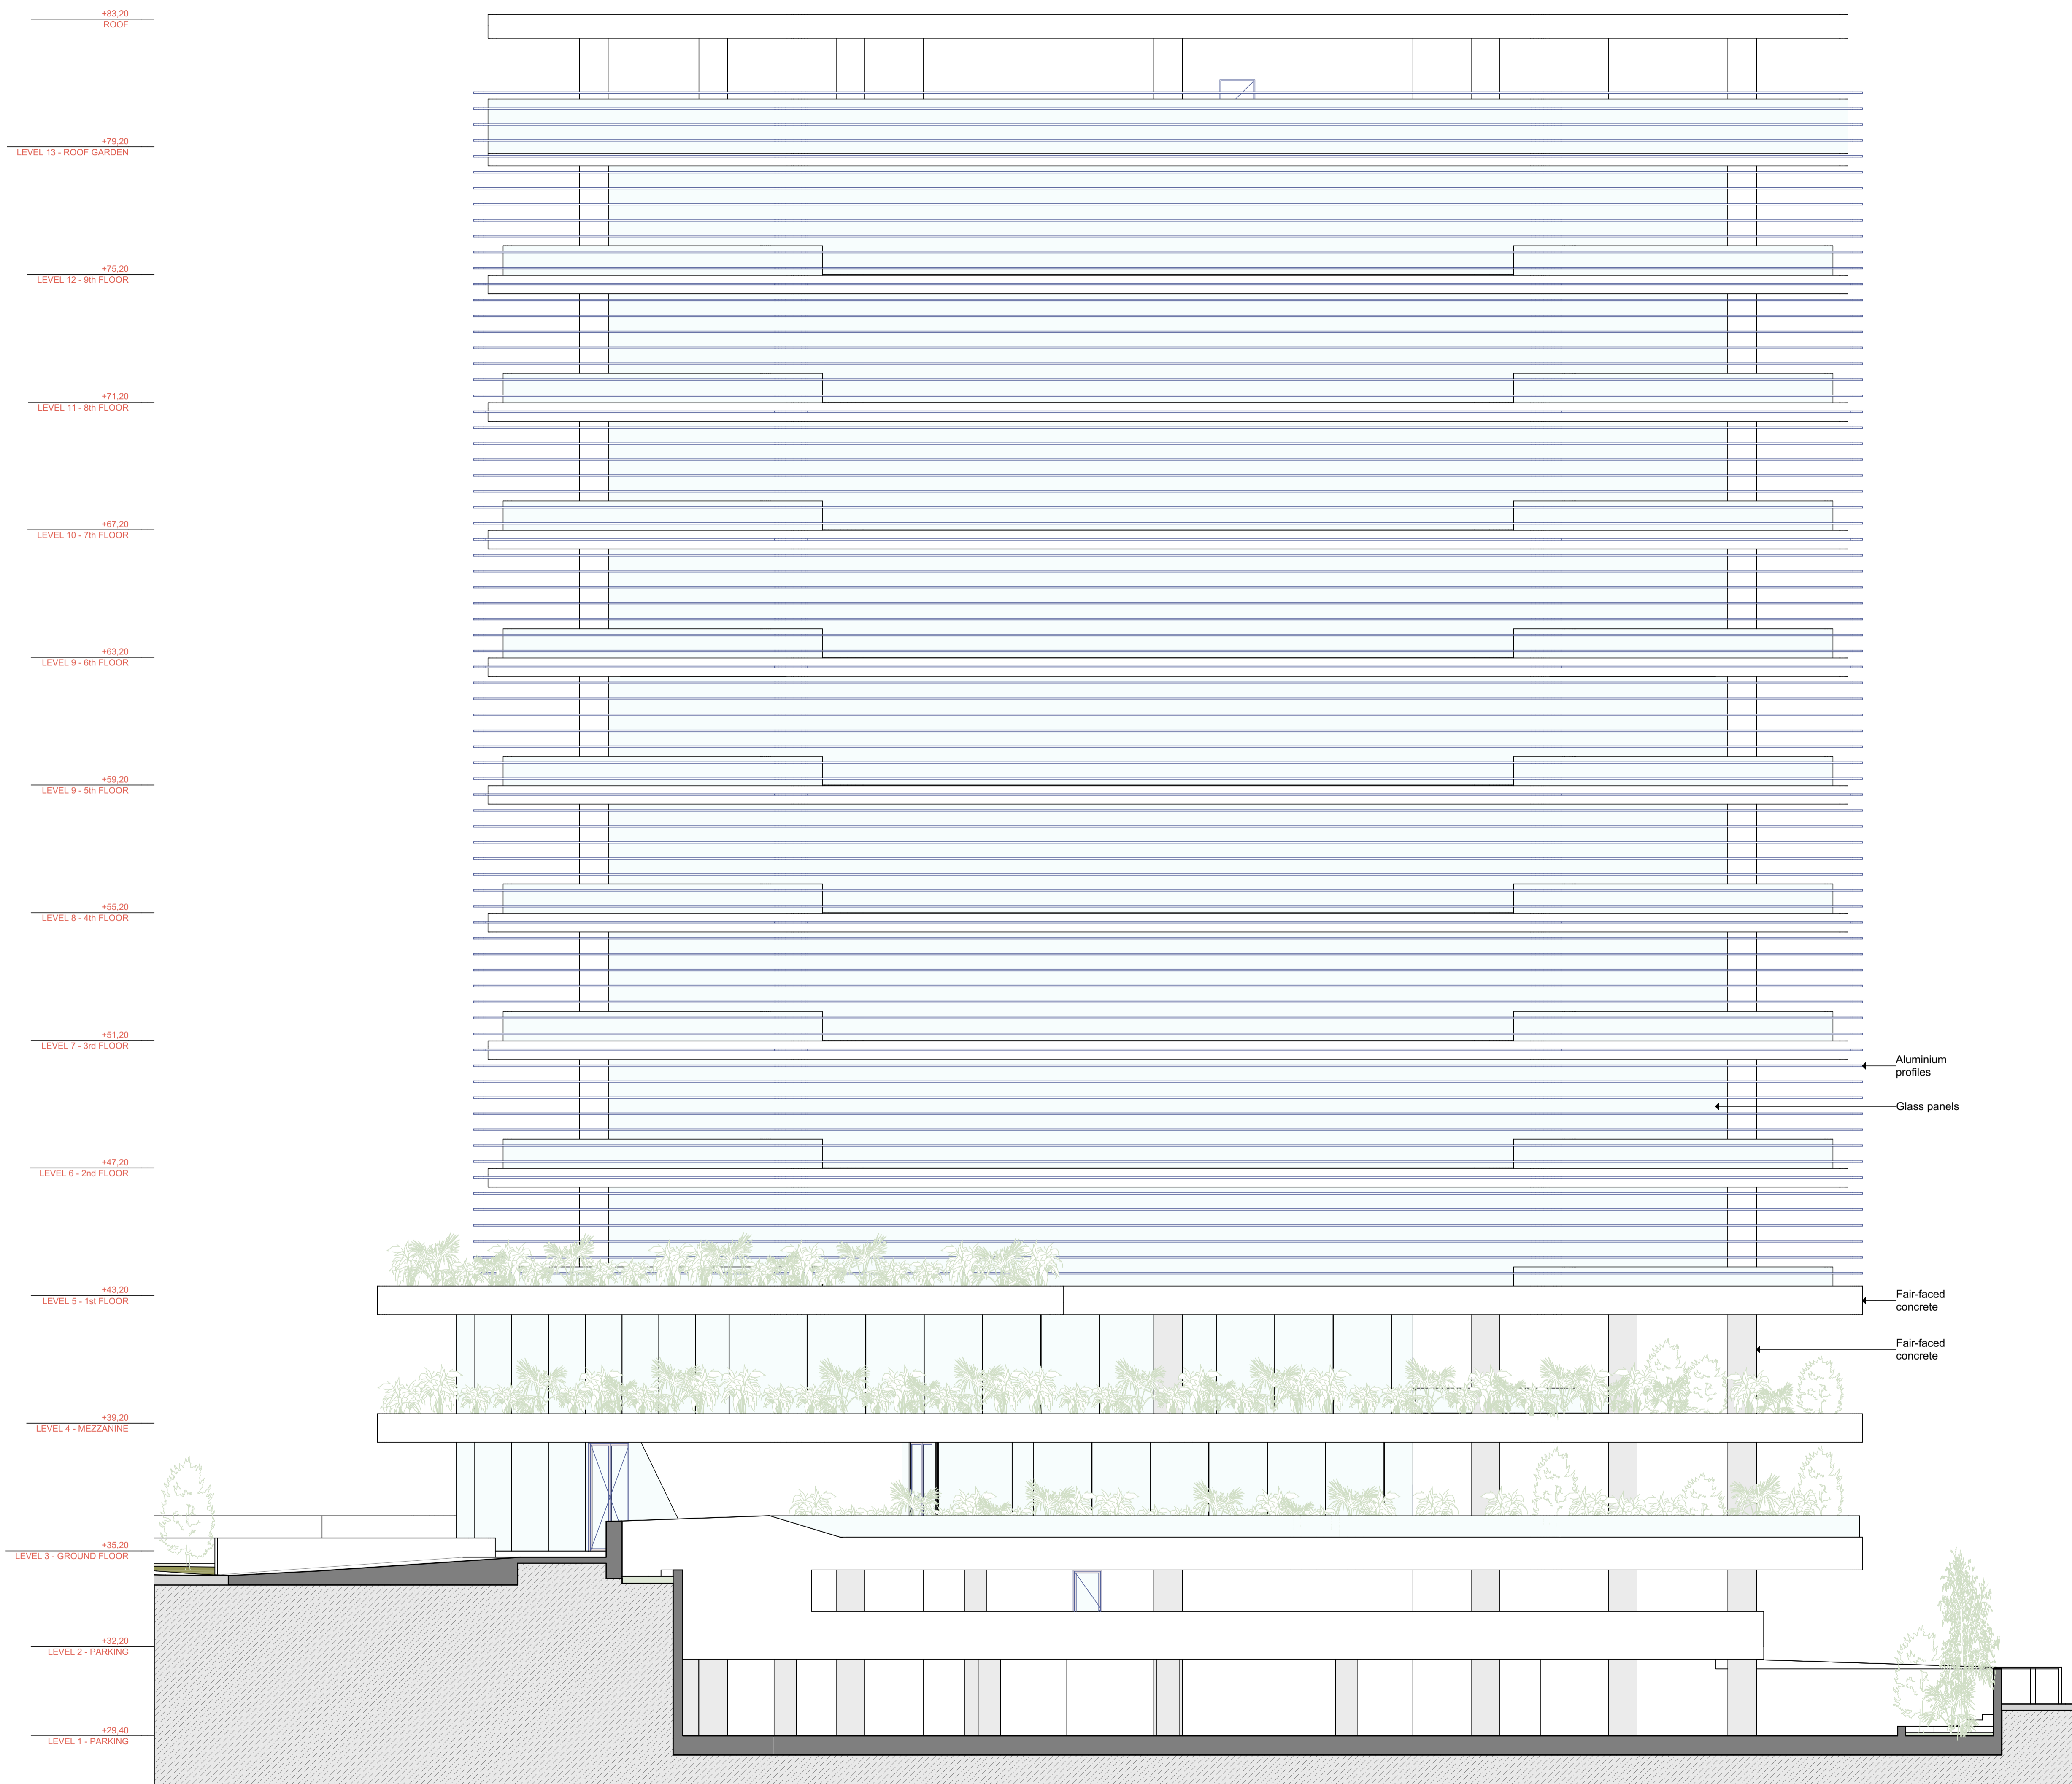 +83,20
ROOF
+79,20
LEVEL 13 - ROOF GARDEN
+75,20
LEVEL 12 - 9th FLOOR
+71,20
LEVEL 11 - 8th FLOOR
+67,20
LEVEL 10 - 7th FLOOR
+63,20
LEVEL 9 - 6th FLOOR
+59,20
LEVEL 9 - 5th FLOOR
+55,20
LEVEL 8 - 4th FLOOR
+51,20
LEVEL 7 - 3rd FLOOR
Aluminium
profiles
Glass panels
+47,20
LEVEL 6 - 2nd FLOOR
+43,20
LEVEL 5 - 1st FLOOR
Fair-faced
concrete
Fair-faced
concrete
+39,20
LEVEL 4 - MEZZANINE
+35,20
LEVEL 3 - GROUND FLOOR
+32,20
LEVEL 2 - PARKING
+29,40
LEVEL 1 - PARKING